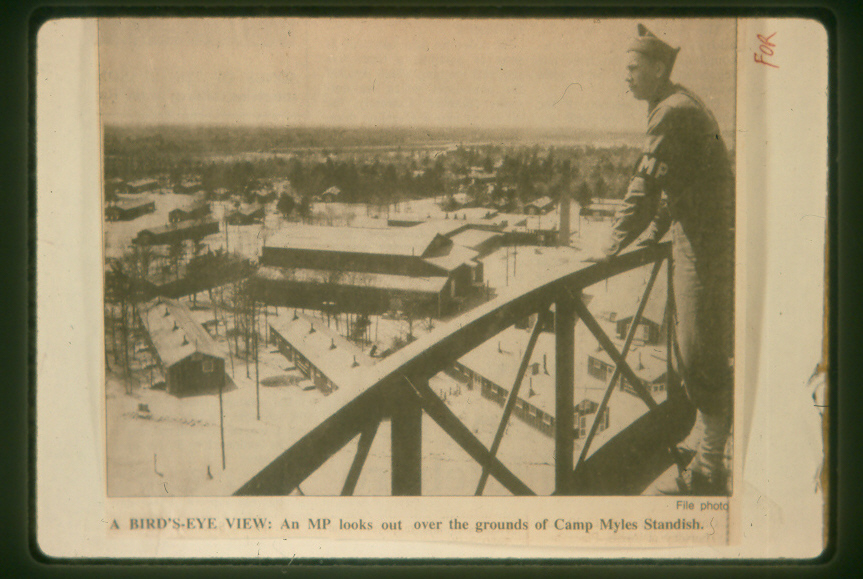 FOR
MP
File photo
A BIRD'S-EYE VIEW: An MP looks out over the grounds of Camp Myles Standish.